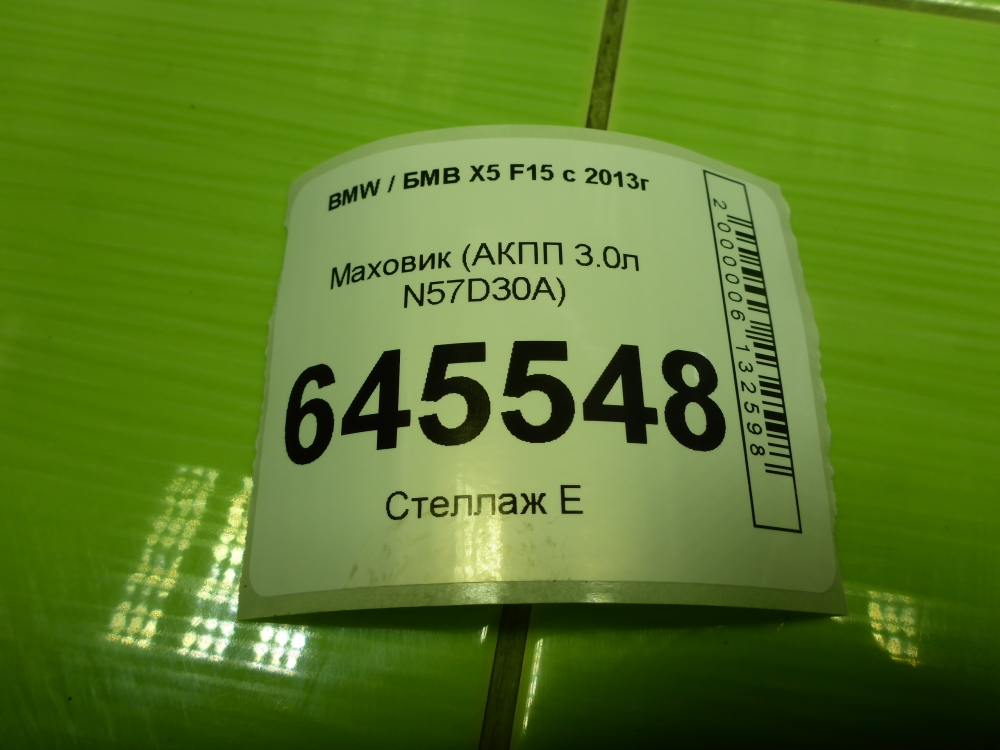 BMW / БМВ X5 F15 с 2013г
Маховик (АКПП 3.0л
N57D30A)
645548
Стеллаж Е
2000006132598